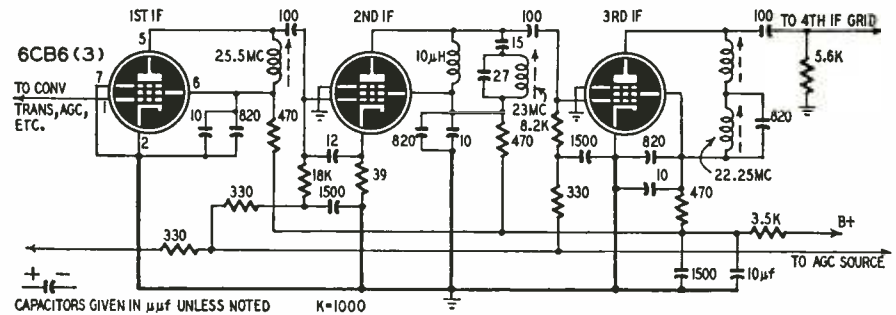 1ST IF
100
2ND IF
100
3RD IF
100
TO 4TH IF GRID
6CB6 (3)
5
25.5MC
10μH
15
5.6K
7
6
27
TO CONV
TRANS,AGC,
ETC.
1
10
820
470
23MC
8.2K
820
2
12
820
10
470
1500
820
22.25MC
18K
1500
39
10
470
330
330
3.5K
B+
330
TO AGC SOURCE
+ -
1500
10μf
CAPACITORS GIVEN IN μμf UNLESS NOTED
K=1000